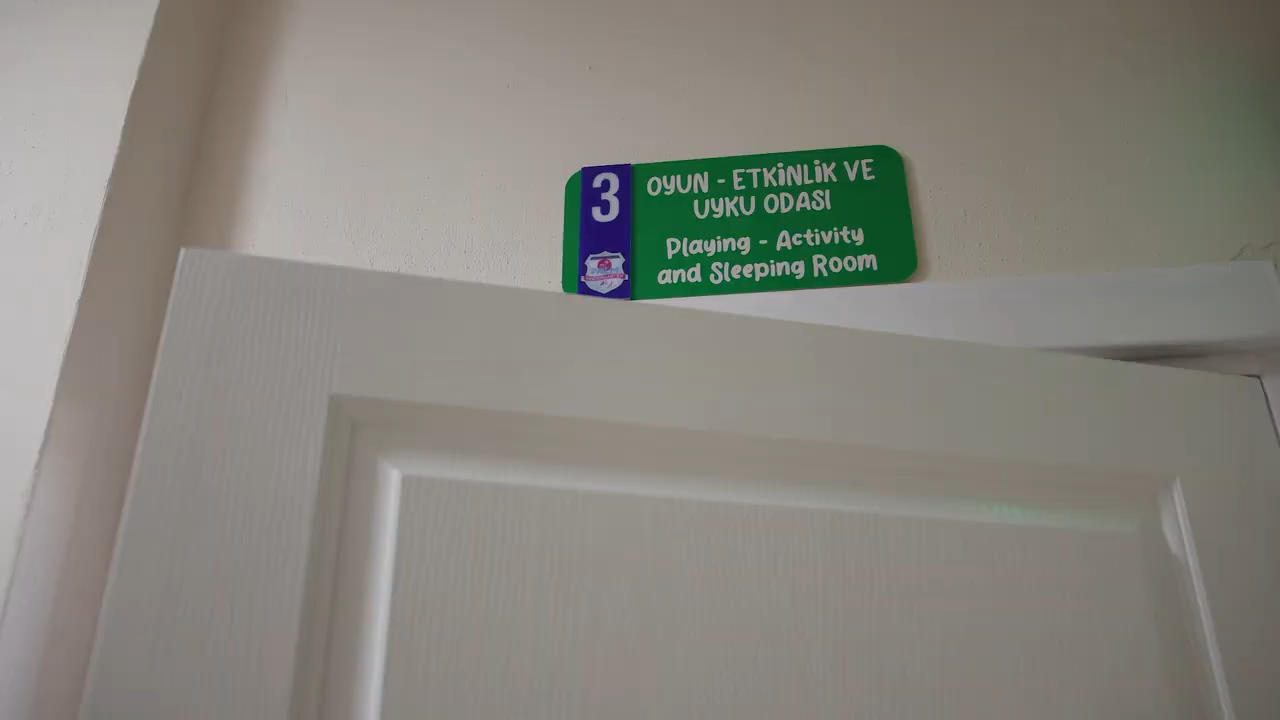 3
OYUN - ETKİNLİK VE
UYKU ODASI
Playing - Activity
and Sleeping Room